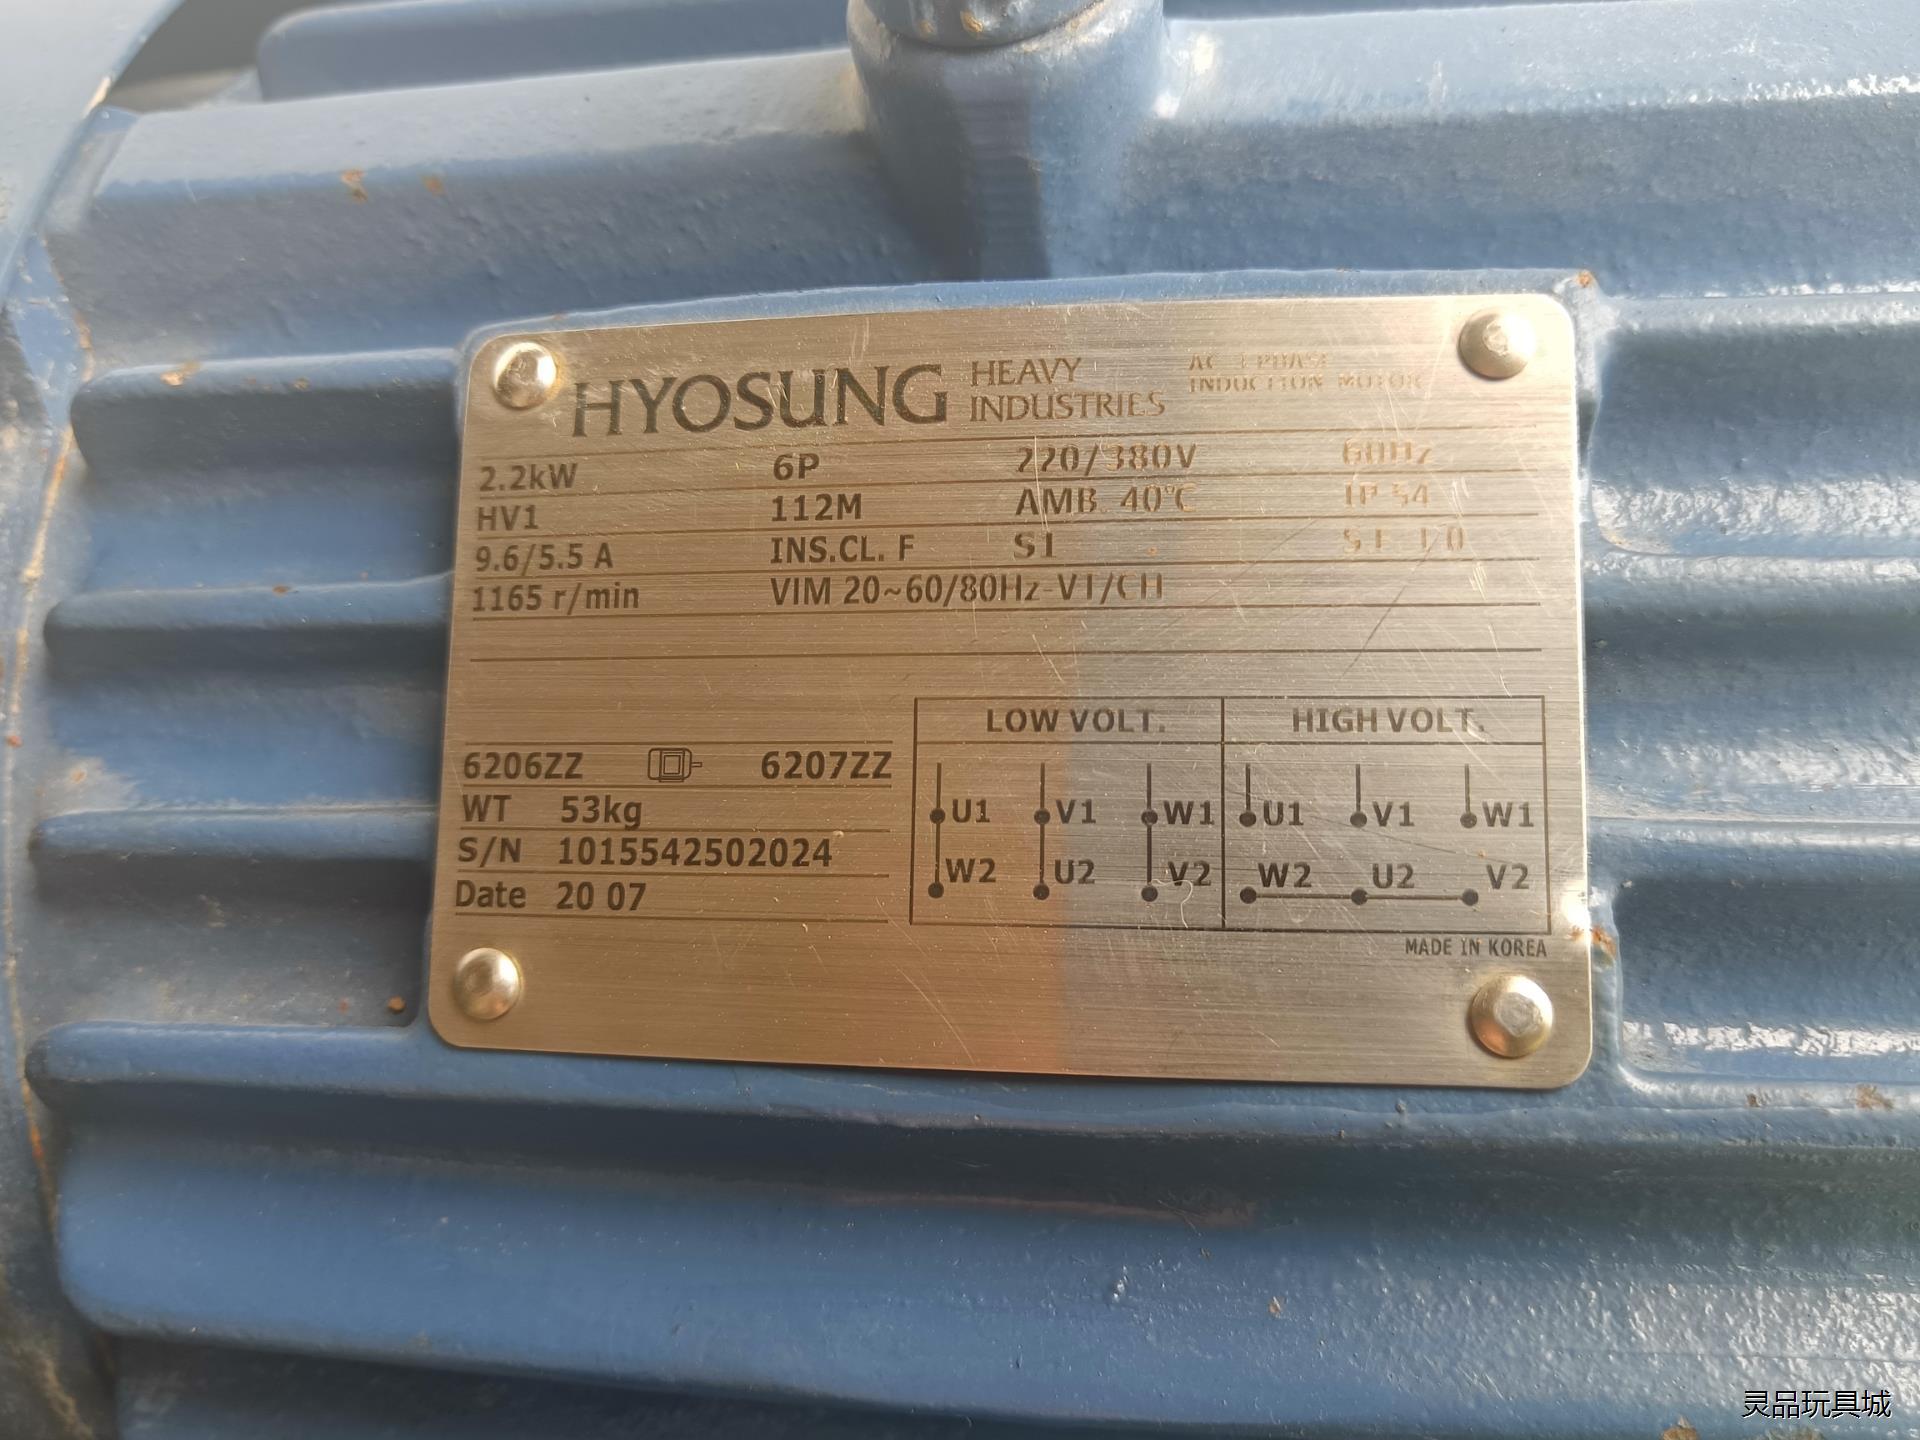 HYOSUNG HEAVY INDUSTRIES
AC 3 PHASE
INDUCTION MOTOR
2.2kW 6P 220/380V 60Hz
HV1 112M AMB. 40°C IP 54
9.6/5.5 A INS.CL. F S1 S.F 1.0
1165 r/min VIM 20~60/80Hz-VT/CH
LOW VOLT. HIGH VOLT.
6206ZZ 6207ZZ
WT 53kg
S/N 1015542502024
Date 20 07
U1 V1 W1 U1 V1 W1
W2 U2 V2 W2 U2 V2
MADE IN KOREA
灵品玩具城